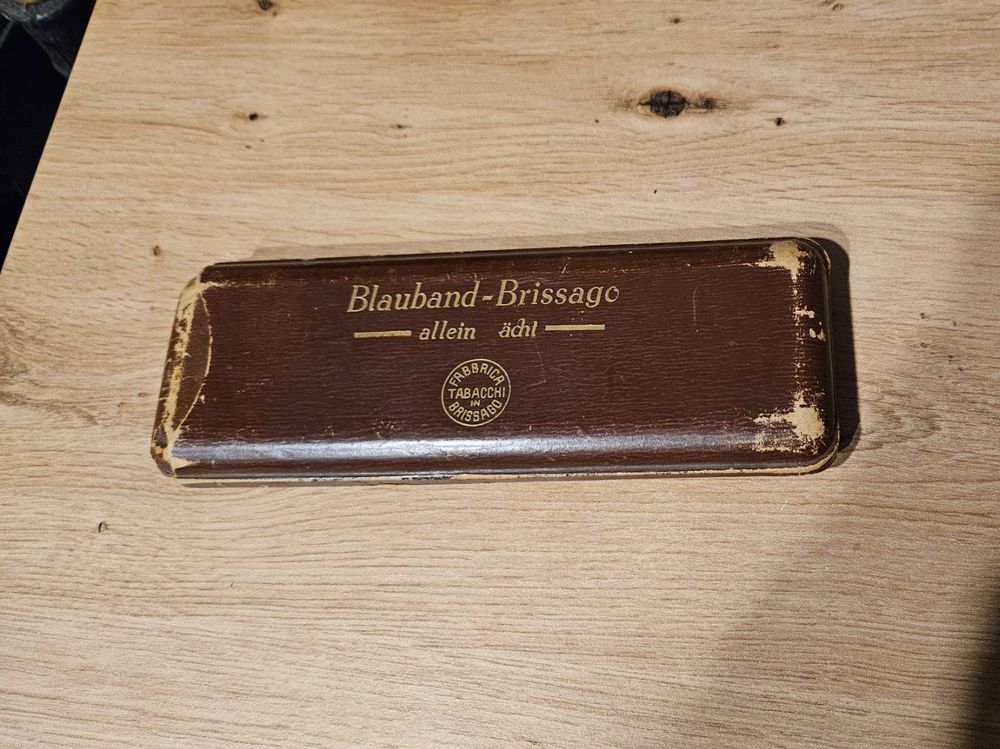 Blauband-Brissago
allein ächt
FABBRICA
TABACCHI
IN
BRISSAGO